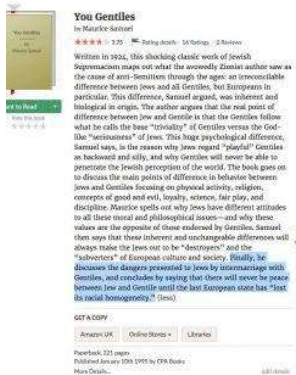 You Gentiles
by Maurice Samuel
3.75 Rating details · 16 Ratings · 2 Reviews
Written in 1924, this shocking classic work of Jewish
Supremacism maps out what the avowedly Zionist author saw as
the cause of anti-Semitism through the ages: an irreconcilable
difference between Jews and all Gentiles, but Europeans in
particular. This difference, Samuel argued, was inherent and
biological in origin. The author argues that the real point of
difference between Jew and Gentile is that the Gentiles follow
what he calls the base "triviality" of Gentiles versus the God-
like "seriousness" of Jews. This huge psychological difference,
Samuel says, is the reason why Jews regard "playful" Gentiles
as backward and silly, and why Gentiles will never be able to
penetrate the Jewish perception of the world. The book goes on
to discuss the main points of difference in behavior between
Jews and Gentiles focusing on physical activity, religion,
concepts of good and evil, loyalty, science, fair play, and
discipline. Maurice spells out why Jews have different attitudes
to all these moral and philosophical issues—and why these
values are the opposite of those endorsed by Gentiles. Samuel
then says that these inherent and unchangeable differences will
always make the Jews out to be "destroyers" and the
"subverters" of European culture and society. Finally, he
discusses the dangers presented to Jews by intermarriage with
Gentiles, and concludes by saying that there will never be peace
between Jew and Gentile until the last European state has "lost
its racial homogeneity." (less)
You Gentiles
nt to Read
Rate this book
GET A COPY
Amazon UK
Online Stores
Libraries
Paperback, 221 pages
Published January 10th 1995 by CPA Books
More Details...
edit details